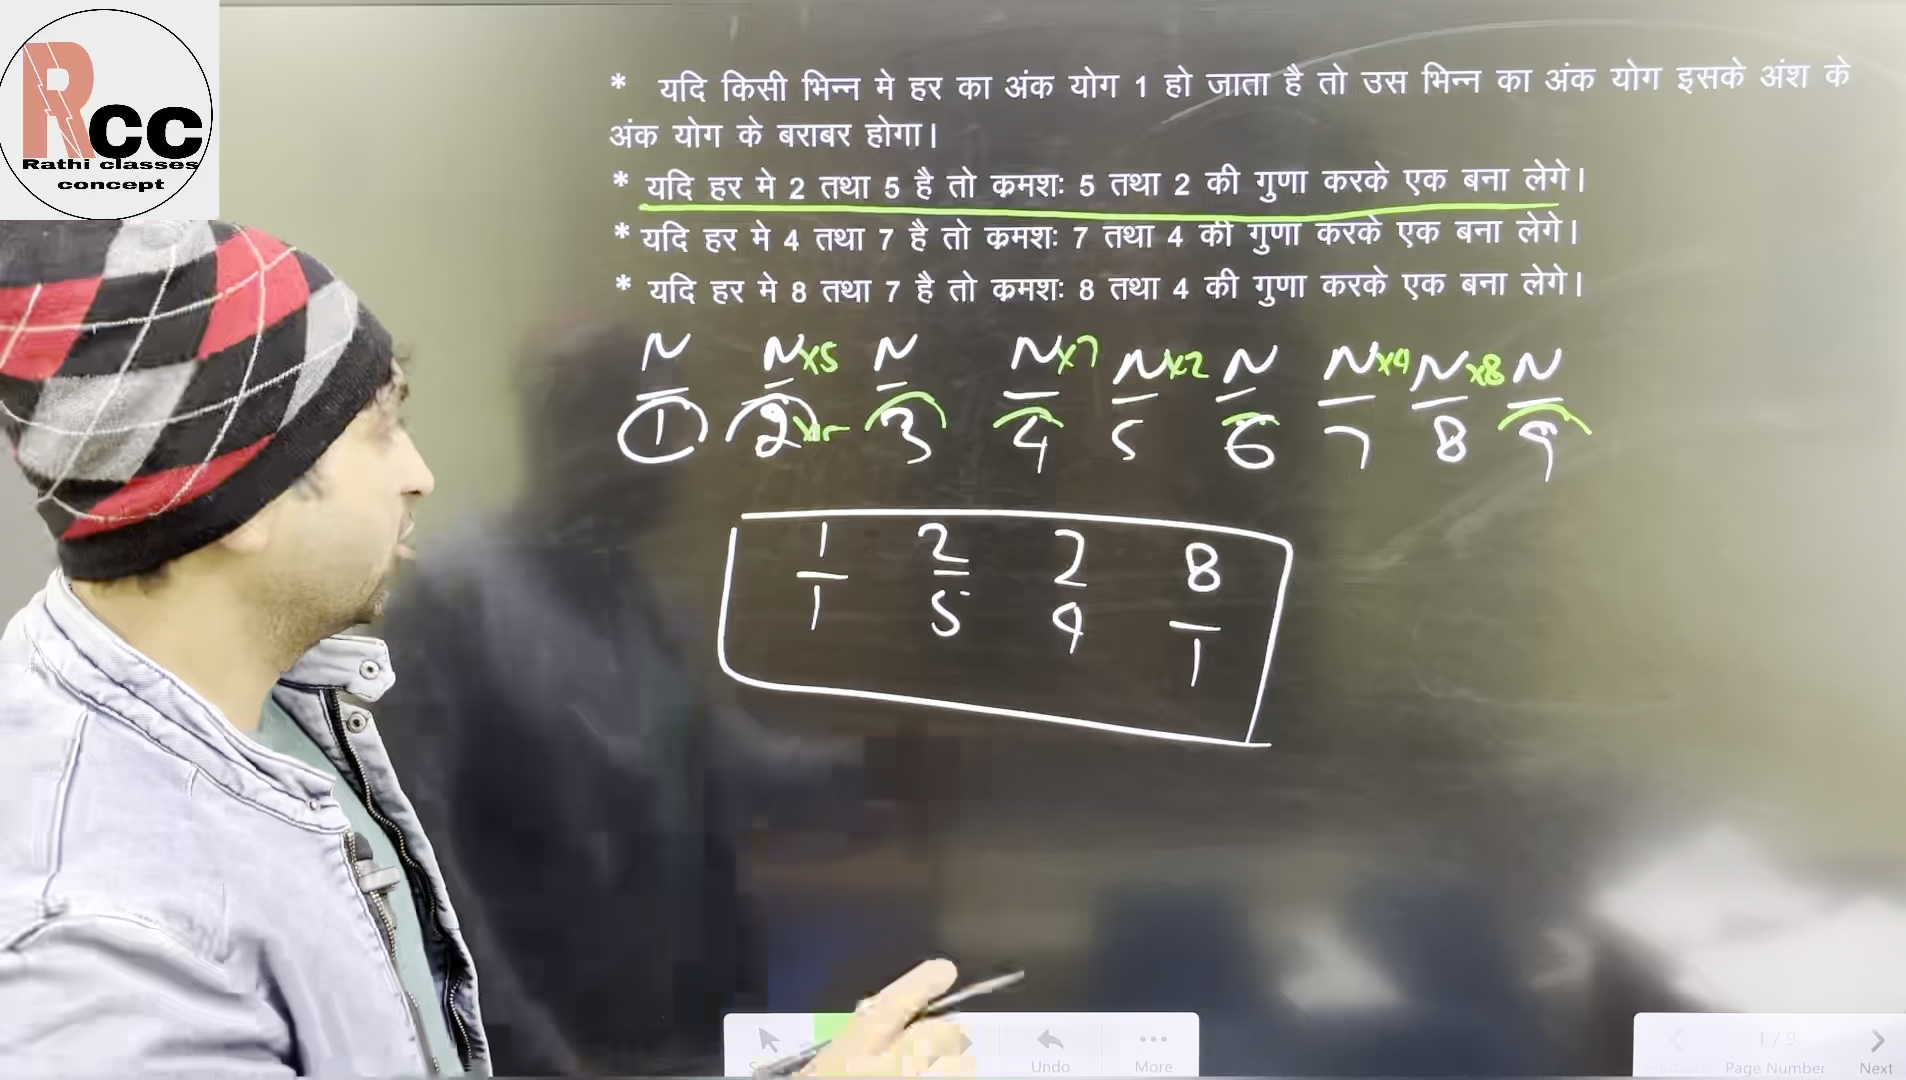 Rcc
Rathi classes
concept
* यदि किसी भिन्न मे हर का अंक योग 1 हो जाता है तो उस भिन्न का अंक योग इसके अंश के
अंक योग के बराबर होगा।
* यदि हर मे 2 तथा 5 है तो क्रमशः 5 तथा 2 की गुणा करके एक बना लेगे।
* यदि हर मे 4 तथा 7 है तो क्रमशः 7 तथा 4 की गुणा करके एक बना लेगे।
* यदि हर मे 8 तथा 7 है तो क्रमशः 8 तथा 4 की गुणा करके एक बना लेगे।
N N×5 N N×7 N×2 N N×4 N×8 N
1 2 3 4 5 6 7 8 9
1 2 2 8
1 5 4 1
Undo More
1 / 9
Page Number Next